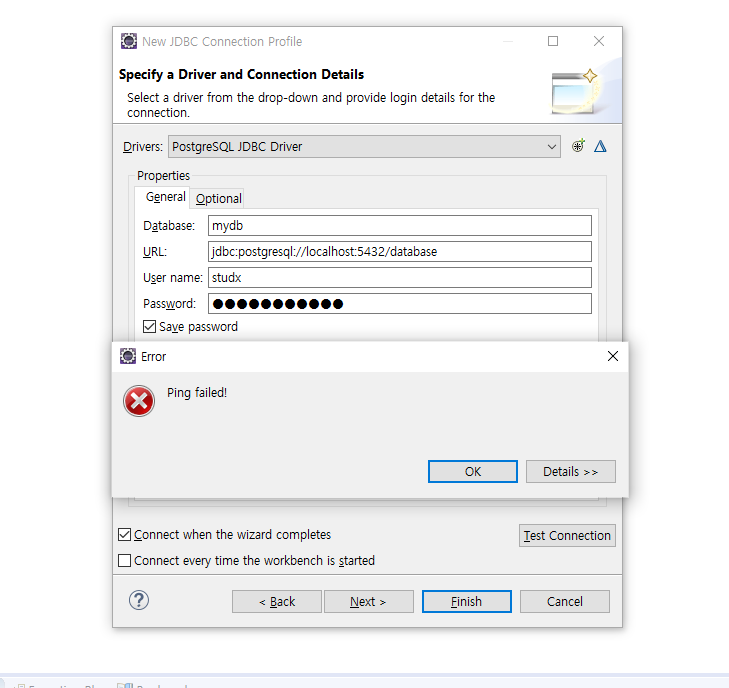 New JDBC Connection Profile
Specify a Driver and Connection Details
Select a driver from the drop-down and provide login details for the
connection.
Drivers: PostgreSQL JDBC Driver
Properties
General Optional
Database: mydb
URL: jdbc:postgresql://localhost:5432/database
User name: studx
Password: ●●●●●●●●●●●
Save password
Error
Ping failed!
OK Details >>
Connect when the wizard completes
Test Connection
Connect every time the workbench is started
? < Back Next > Finish Cancel